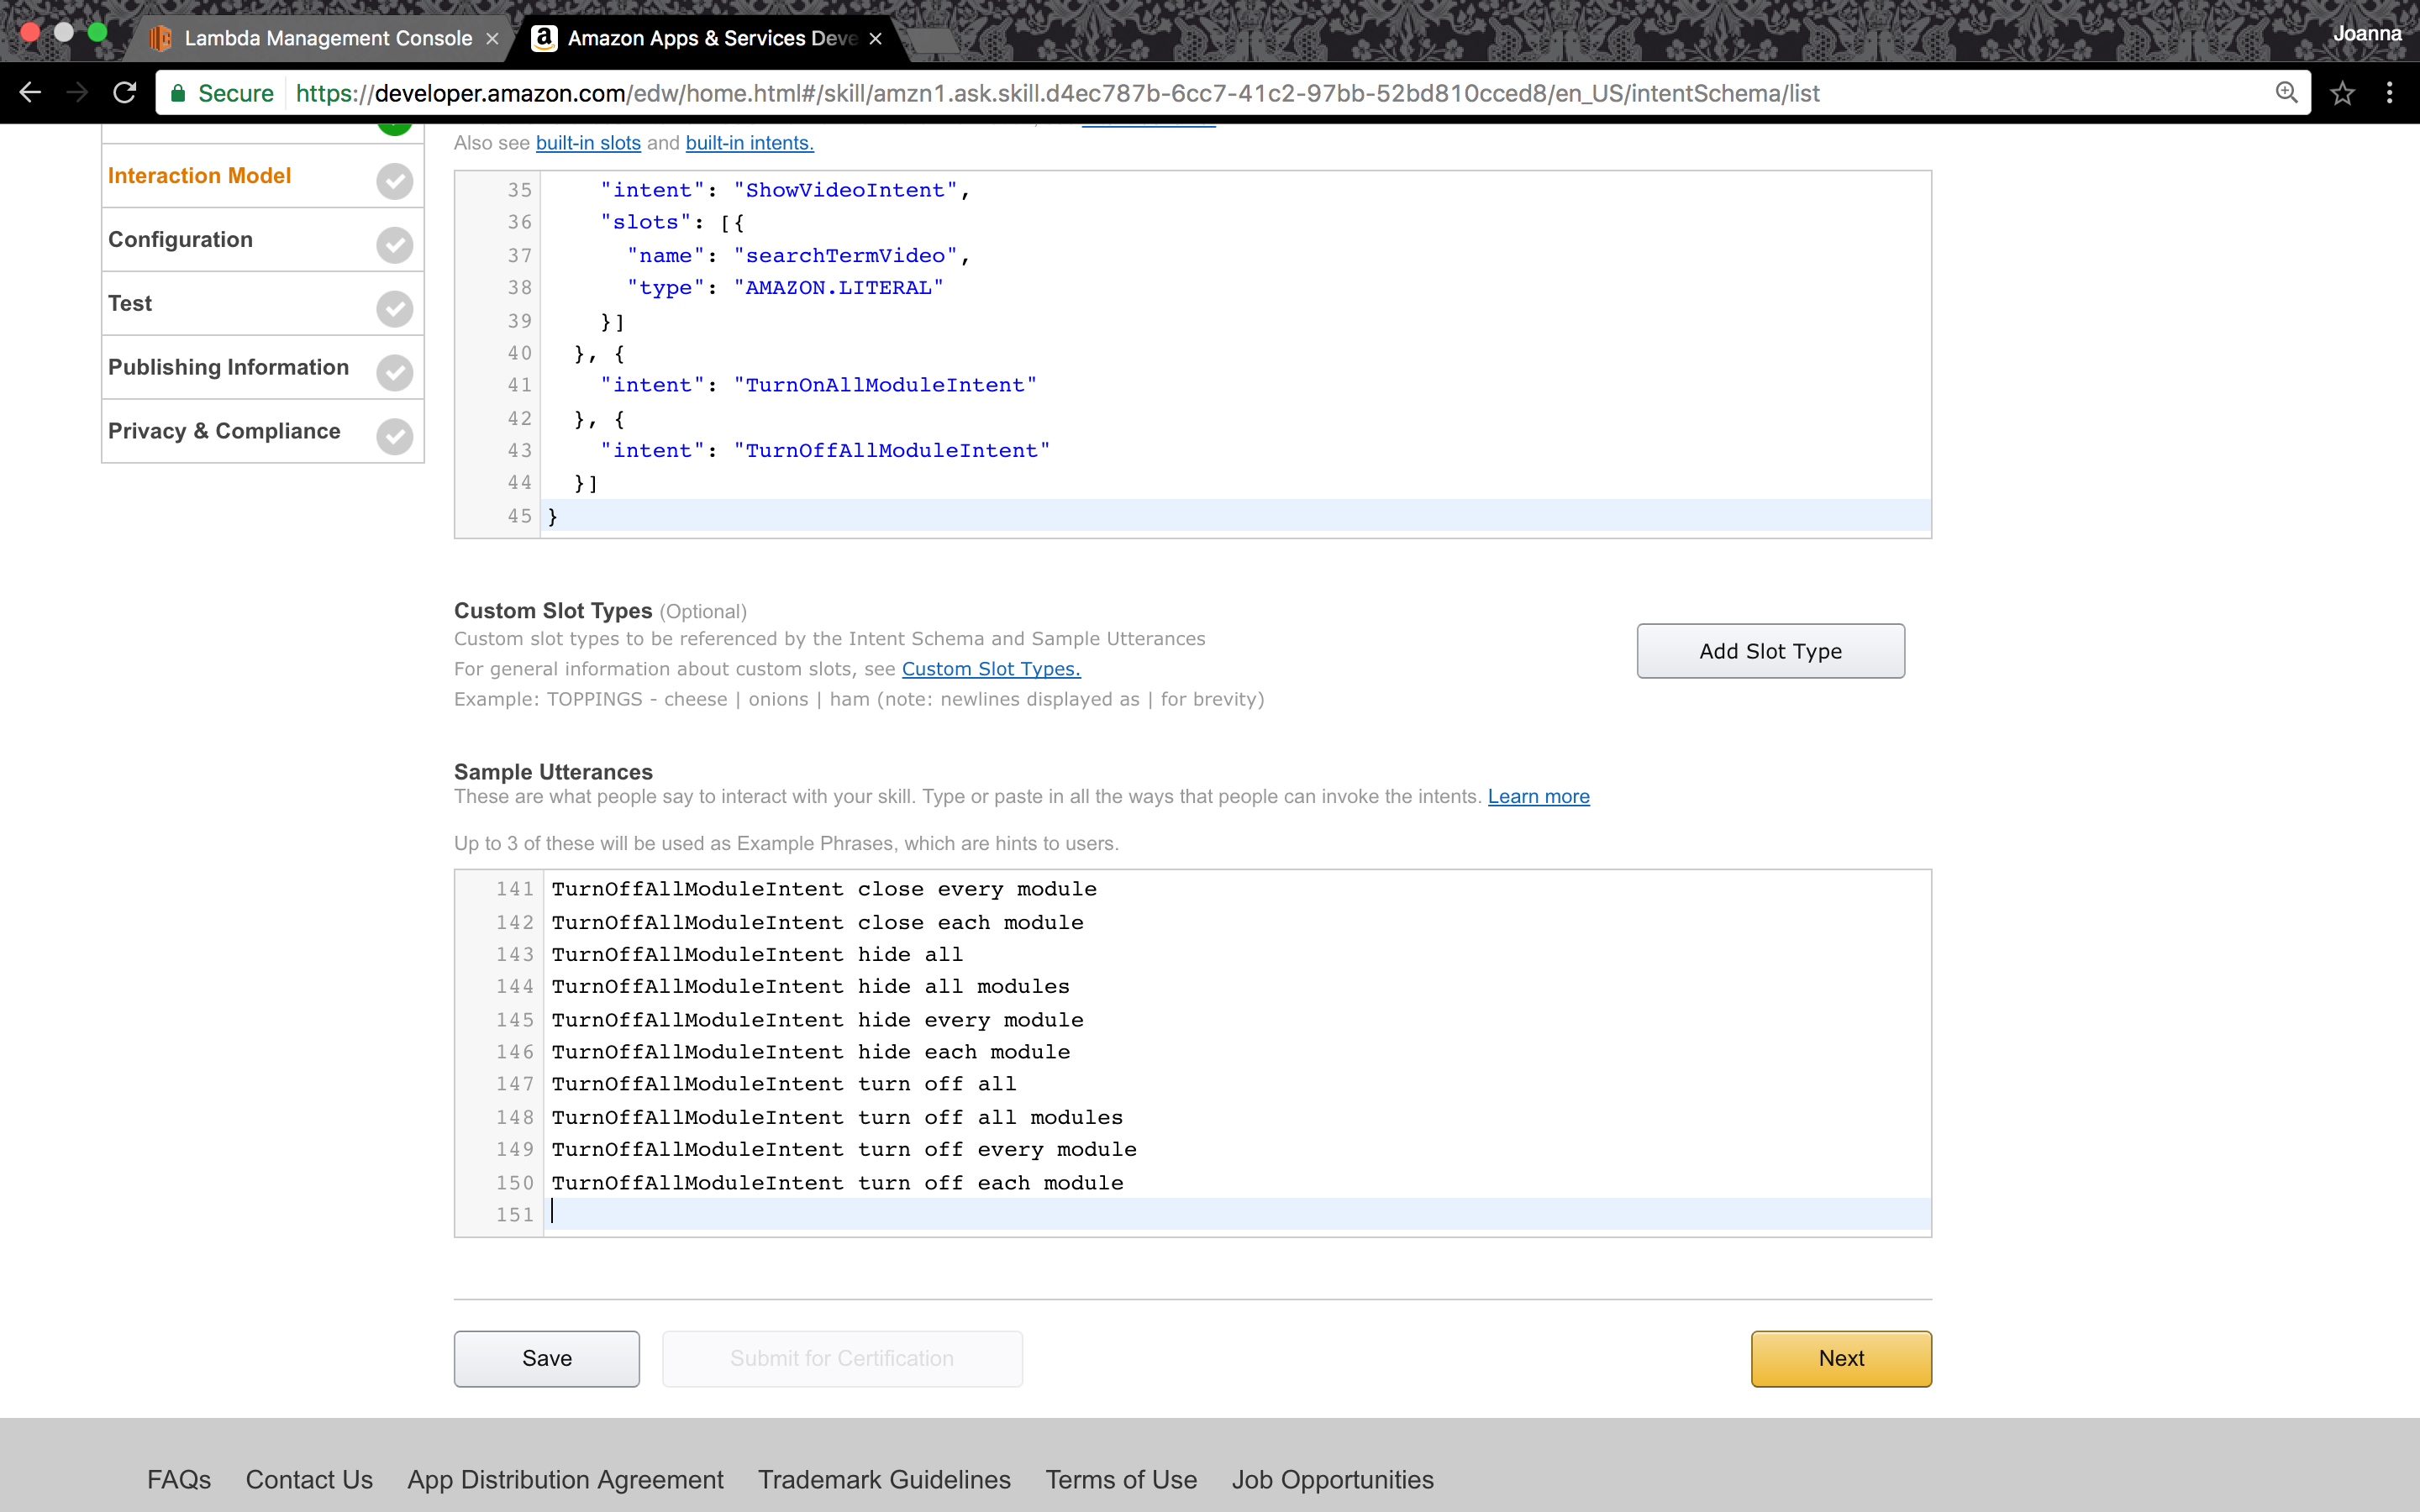 Lambda Management Console
Amazon Apps & Services Deve
Joanna
Secure
https://developer.amazon.com/edw/home.html#/skill/amzn1.ask.skill.d4ec787b-6cc7-41c2-97bb-52bd810cced8/en_US/intentSchema/list
Interaction Model
Configuration
Test
Publishing Information
Privacy & Compliance
Also see built-in slots and built-in intents.
35 "intent": "ShowVideoIntent",
36 "slots": [{
37 "name": "searchTermVideo",
38 "type": "AMAZON.LITERAL"
39 }]
40 }, {
41 "intent": "TurnOnAllModuleIntent"
42 }, {
43 "intent": "TurnOffAllModuleIntent"
44 }]
45 }
Custom Slot Types (Optional)
Custom slot types to be referenced by the Intent Schema and Sample Utterances
For general information about custom slots, see Custom Slot Types.
Example: TOPPINGS - cheese | onions | ham (note: newlines displayed as | for brevity)
Add Slot Type
Sample Utterances
These are what people say to interact with your skill. Type or paste in all the ways that people can invoke the intents. Learn more
Up to 3 of these will be used as Example Phrases, which are hints to users.
141 TurnOffAllModuleIntent close every module
142 TurnOffAllModuleIntent close each module
143 TurnOffAllModuleIntent hide all
144 TurnOffAllModuleIntent hide all modules
145 TurnOffAllModuleIntent hide every module
146 TurnOffAllModuleIntent hide each module
147 TurnOffAllModuleIntent turn off all
148 TurnOffAllModuleIntent turn off all modules
149 TurnOffAllModuleIntent turn off every module
150 TurnOffAllModuleIntent turn off each module
151
Save
Submit for Certification
Next
FAQs Contact Us App Distribution Agreement Trademark Guidelines Terms of Use Job Opportunities